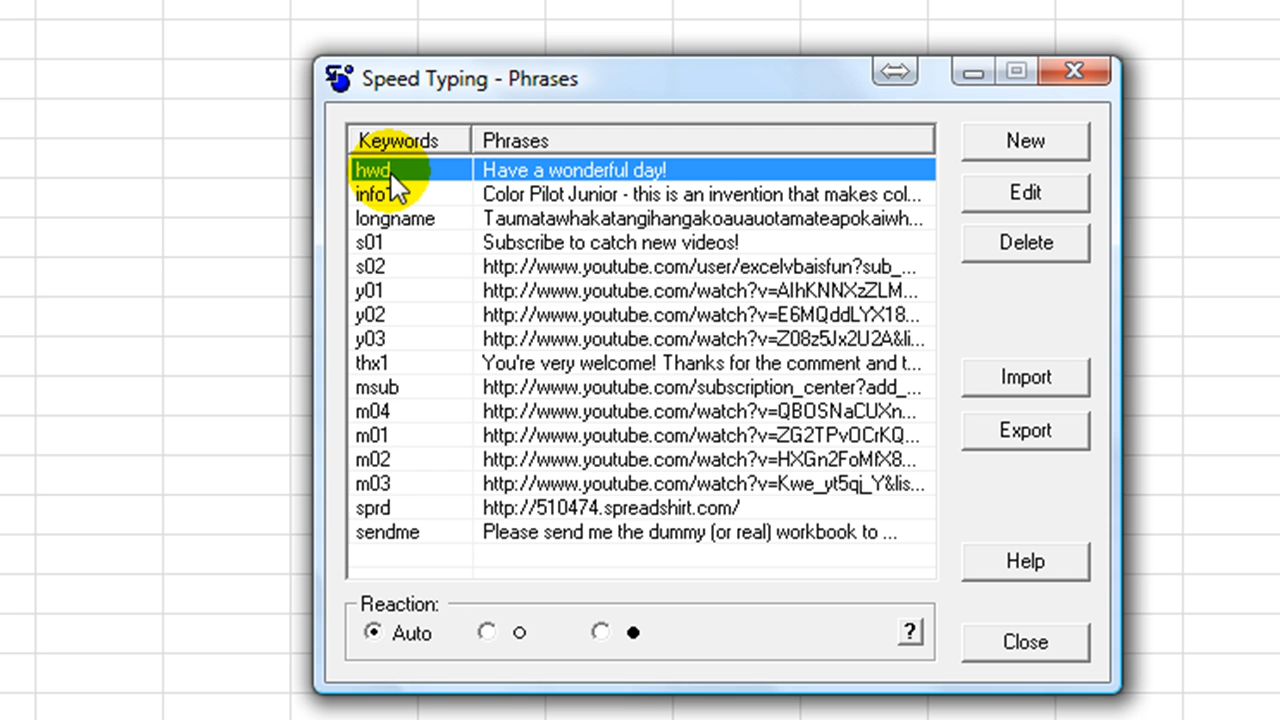 Speed Typing - Phrases
Keywords Phrases
hwd Have a wonderful day!
info Color Pilot Junior - this is an invention that makes col...
longname Taumatawhakatangihangakoauauotamateapokaiwh...
s01 Subscribe to catch new videos!
s02 http://www.youtube.com/user/excelvbaisfun?sub_...
y01 http://www.youtube.com/watch?v=AIhKNNXzZLM...
y02 http://www.youtube.com/watch?v=E6MQddLYX18...
y03 http://www.youtube.com/watch?v=Z08z5Jx2U2A&li...
thx1 You're very welcome! Thanks for the comment and t...
msub http://www.youtube.com/subscription_center?add_...
m04 http://www.youtube.com/watch?v=QBOSNaCUXn...
m01 http://www.youtube.com/watch?v=ZG2TPvOCrKQ...
m02 http://www.youtube.com/watch?v=HXGn2FoMfX8...
m03 http://www.youtube.com/watch?v=Kwe_yt5qj_Y&lis...
sprd http://510474.spreadshirt.com/
sendme Please send me the dummy (or real) workbook to ...
New
Edit
Delete
Import
Export
Help
Close
Reaction:
Auto
?